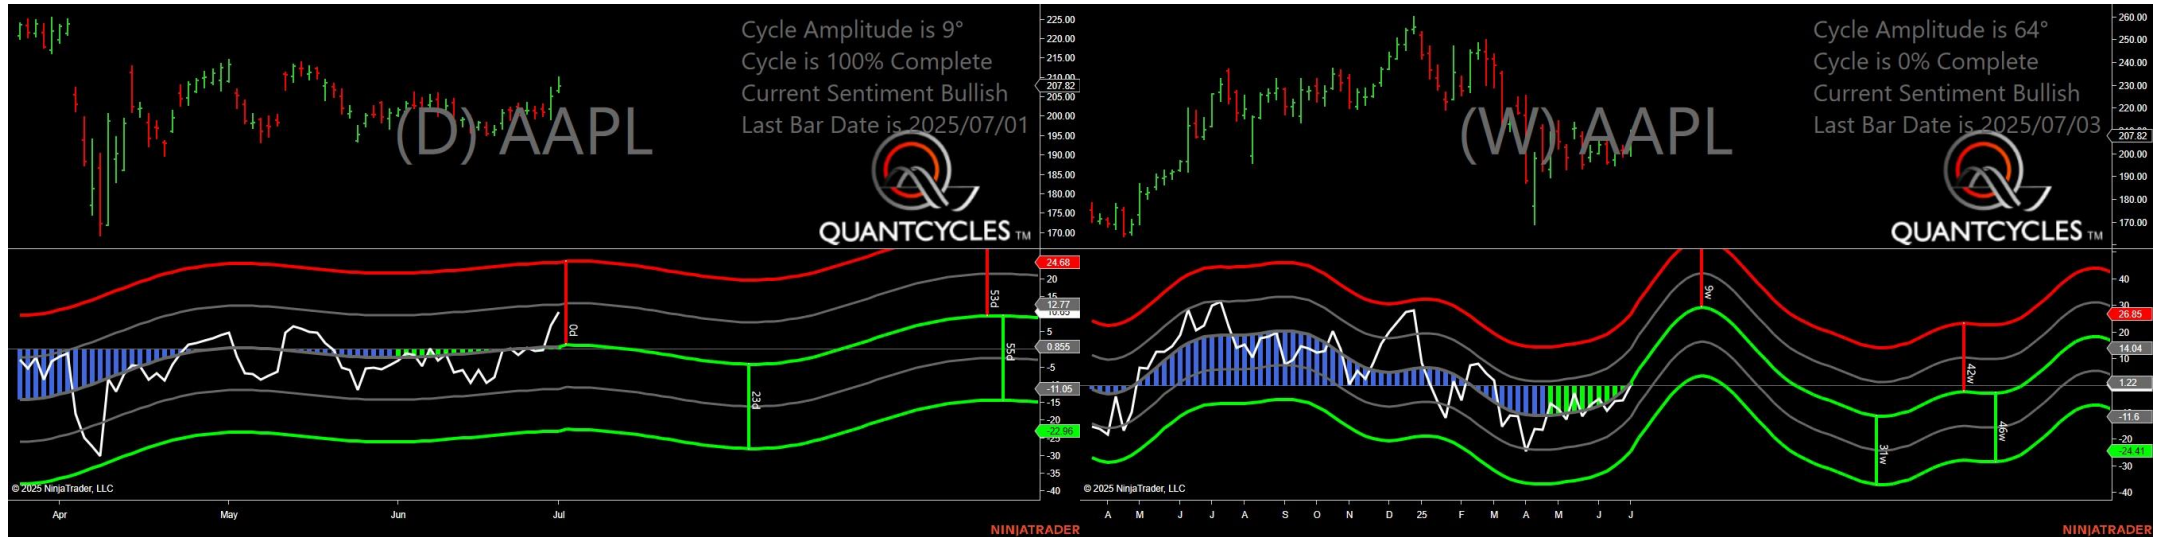 Cycle Amplitude is 9°
Cycle is 100% Complete
Current Sentiment Bullish
Last Bar Date is 2025/07/01
(D) AAPL
QUANTCYCLES TM
225.00
220.00
215.00
210.00
207.82
205.00
200.00
195.00
190.00
185.00
180.00
175.00
170.00
24.68
20
15
12.77
10.65
5
0.855
-5
-11.05
-15
-20
-22.96
-25
-30
-35
-40
0d
23d
53d
55d
© 2025 NinjaTrader, LLC
Apr May Jun Jul
NINJATRADER
Cycle Amplitude is 64°
Cycle is 0% Complete
Current Sentiment Bullish
Last Bar Date is 2025/07/03
(W) AAPL
QUANTCYCLES TM
260.00
250.00
240.00
230.00
220.00
207.82
200.00
190.00
180.00
170.00
40
30
26.85
20
14.04
10
1.22
-11.6
-20
-24.41
-30
-40
9w
31w
42w
46w
© 2025 NinjaTrader, LLC
A M J J A S O N D 25 F M A M J J
NINJATRADER